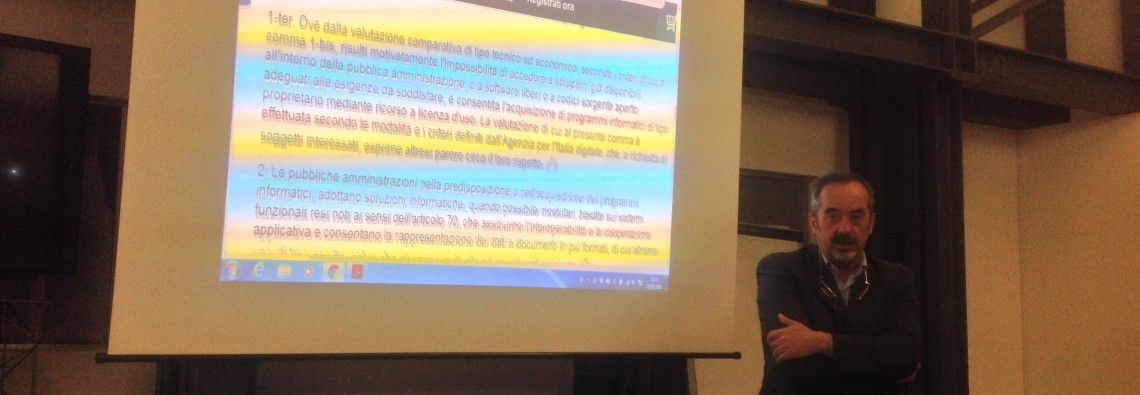 Registrati ora
1-ter. Ove dalla valutazione comparativa di tipo tecnico ed economico, secondo i criteri di cui al
comma 1-bis, risulti motivatamente l'impossibilità di accedere a soluzioni già disponibili
all'interno della pubblica amministrazione, o a software liberi o a codici sorgente aperto,
adeguati alle esigenze da soddisfare, è consentita l'acquisizione di programmi informatici di tipo
proprietario mediante ricorso a licenza d'uso. La valutazione di cui al presente comma è
effettuata secondo le modalità e i criteri definiti dall'Agenzia per l'Italia digitale, che, a richiesta di
soggetti interessati, esprime altresì parere circa il loro rispetto.
2. Le pubbliche amministrazioni nella predisposizione o nell'acquisizione dei programmi
informatici, adottano soluzioni informatiche, quando possibile modulari, basate sui sistemi
funzionali resi noti ai sensi dell'articolo 70, che assicurino l'interoperabilità e la cooperazione
applicativa e consentano la rappresentazione dei dati e documenti in più formati, di cui almeno